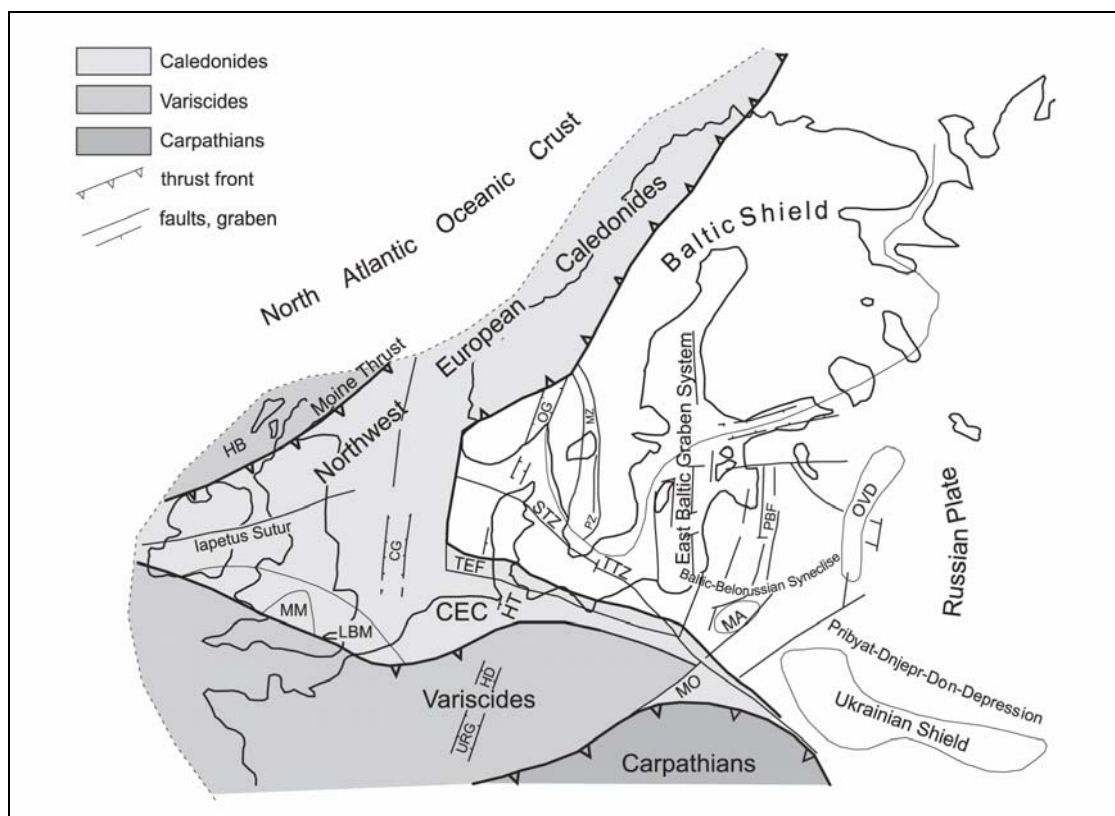 Caledonides
Variscides
Carpathians
thrust front
faults, graben
North Atlantic Oceanic Crust
Northwest European Caledonides
Baltic Shield
Moine Thrust
HB
Iapetus Sutur
OG
MZ
PZ
East Baltic Graben System
STZ
TTZ
PBF
OVD
Russian Plate
CG
TEF
HT
CEC
Baltic-Belorussian Syneclise
MA
MM
LBM
Pribyat-Dnjepr-Don-Depression
Ukrainian Shield
HD
URG
Variscides
MO
Carpathians